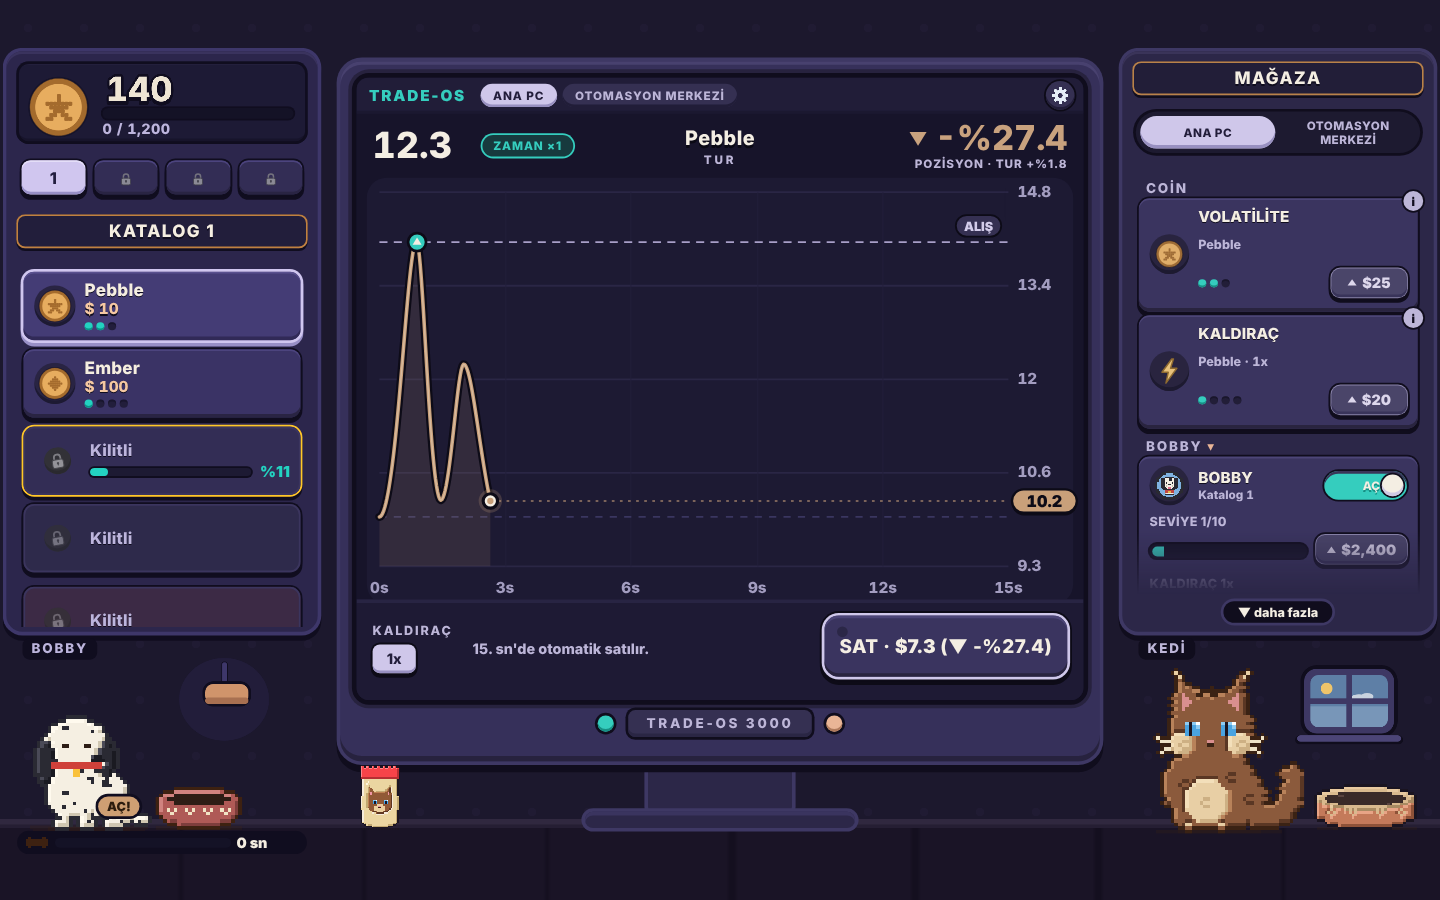 140
0 / 1,200
1
KATALOG 1
Pebble
$ 10
Ember
$ 100
Kilitli
%11
Kilitli
Kilitli
BOBBY
AÇ!
0 sn
TRADE-OS
ANA PC
OTOMASYON MERKEZİ
12.3
ZAMAN ×1
Pebble
TUR
▼ -%27.4
POZİSYON · TUR +%1.8
14.8
ALIŞ
13.4
12
10.6
10.2
9.3
0s 3s 6s 9s 12s 15s
KALDIRAÇ
1x
15. sn'de otomatik satılır.
SAT · $7.3 (▼ -%27.4)
TRADE-OS 3000
MAĞAZA
ANA PC
OTOMASYON
MERKEZİ
COİN
i
VOLATİLİTE
Pebble
▲ $25
i
KALDIRAÇ
Pebble · 1x
▲ $20
BOBBY ▼
BOBBY
Katalog 1
AÇ
SEVİYE 1/10
▲ $2,400
KALDIRAÇ 1x
▼ daha fazla
KEDİ